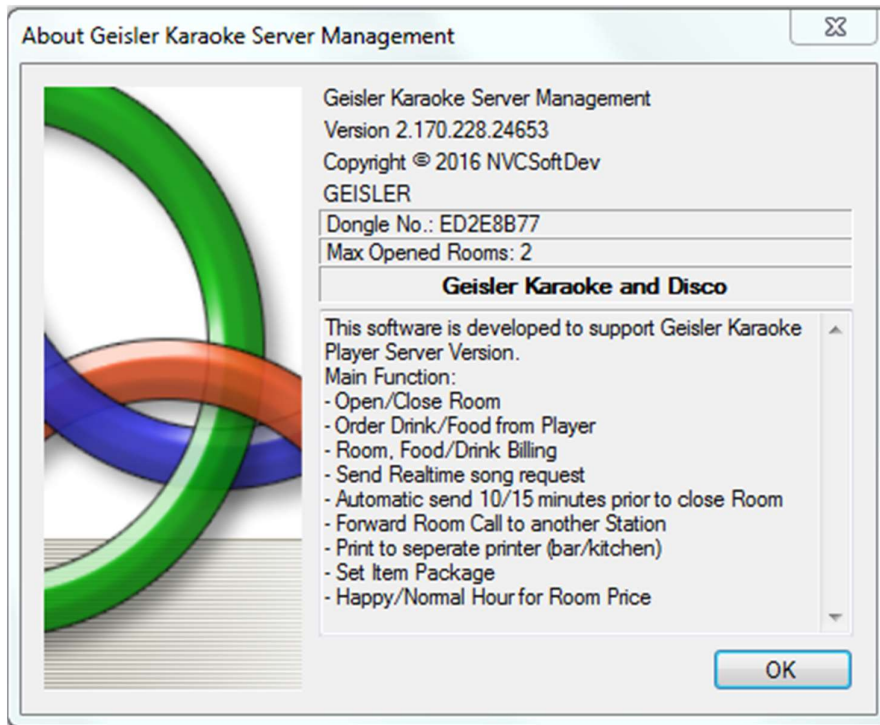 About Geisler Karaoke Server Management
Geisler Karaoke Server Management
Version 2.170.228.24653
Copyright © 2016 NVCSoftDev
GEISLER
Dongle No.: ED2E8B77
Max Opened Rooms: 2
Geisler Karaoke and Disco
This software is developed to support Geisler Karaoke
Player Server Version.
Main Function:
- Open/Close Room
- Order Drink/Food from Player
- Room, Food/Drink Billing
- Send Realtime song request
- Automatic send 10/15 minutes prior to close Room
- Forward Room Call to another Station
- Print to seperate printer (bar/kitchen)
- Set Item Package
- Happy/Normal Hour for Room Price
OK